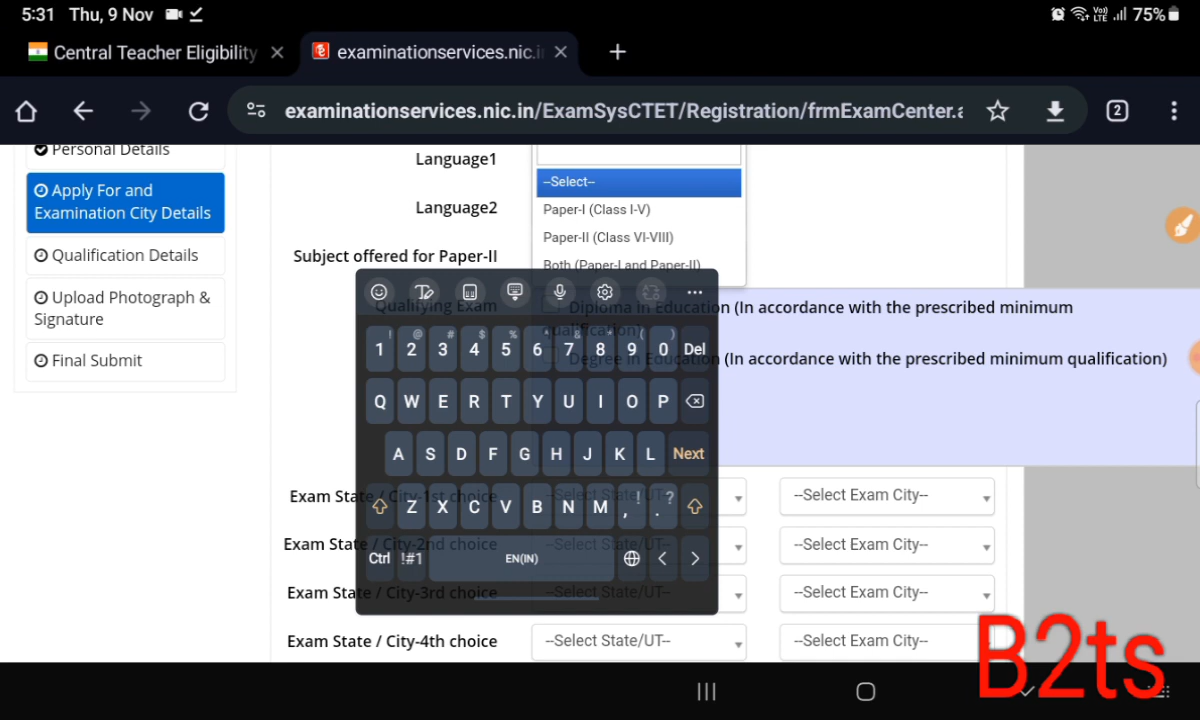 5:31 Thu, 9 Nov
Vo) LTE 75%
Central Teacher Eligibility
examinationservices.nic.i
examinationservices.nic.in/ExamSysCTET/Registration/frmExamCenter.a
2
Personal Details
Apply For and
Examination City Details
Qualification Details
Upload Photograph &
Signature
Final Submit
Language1
--Select--
Paper-I (Class I-V)
Language2
Paper-II (Class VI-VIII)
Subject offered for Paper-II
Both (Paper-I and Paper-II)
Qualifying Exam
Diploma in Education (In accordance with the prescribed minimum
qualification)
Degree in Education (In accordance with the prescribed minimum qualification)
! @ # $ % ^ & * ( )
1 2 3 4 5 6 7 8 9 0 Del
Q W E R T Y U I O P
A S D F G H J K L Next
Z X C V B N M , ! . ?
Ctrl !#1 EN(IN) < >
Exam State / City-1st choice --Select State/UT-- --Select Exam City--
Exam State / City-2nd choice --Select State/UT-- --Select Exam City--
Exam State / City-3rd choice --Select State/UT-- --Select Exam City--
Exam State / City-4th choice --Select State/UT-- --Select Exam City--
B2ts